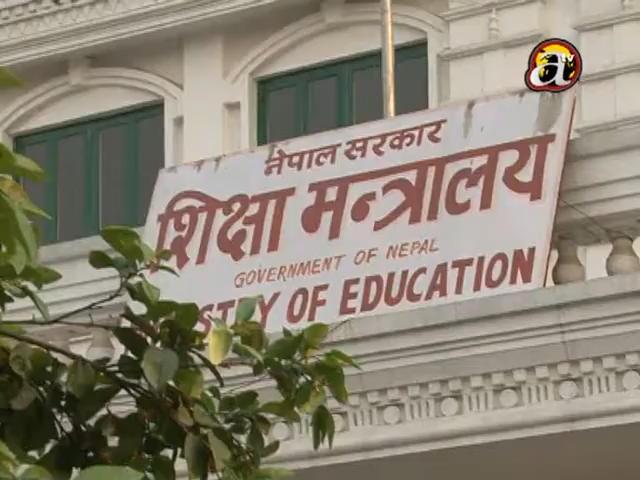 नेपाल सरकार
शिक्षा मन्त्रालय
GOVERNMENT OF NEPAL
OF EDUCATION